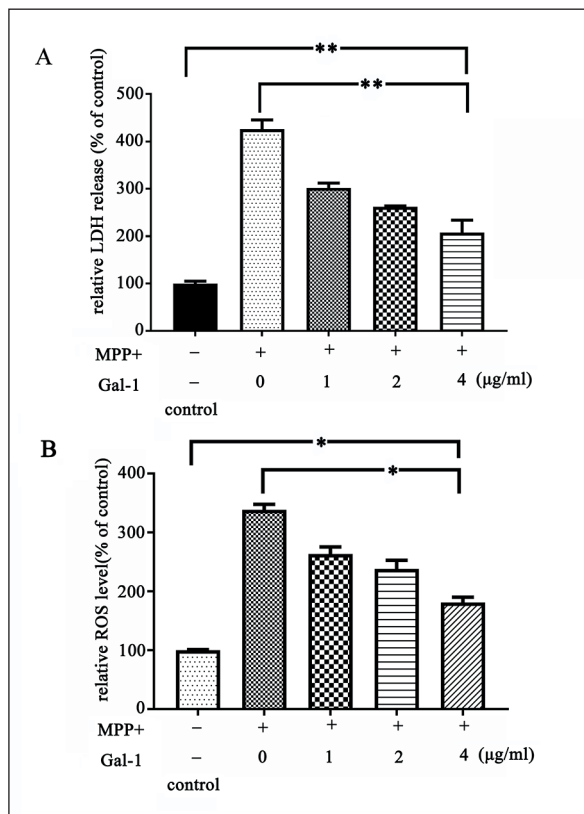 A
**
**
relative LDH release (% of control)
500
400
300
200
100
0
MPP+ – + + + +
Gal-1 – 0 1 2 4 (μg/ml)
control
B
*
*
relative ROS level(% of control)
400
300
200
100
0
MPP+ – + + + +
Gal-1 – 0 1 2 4 (μg/ml)
control